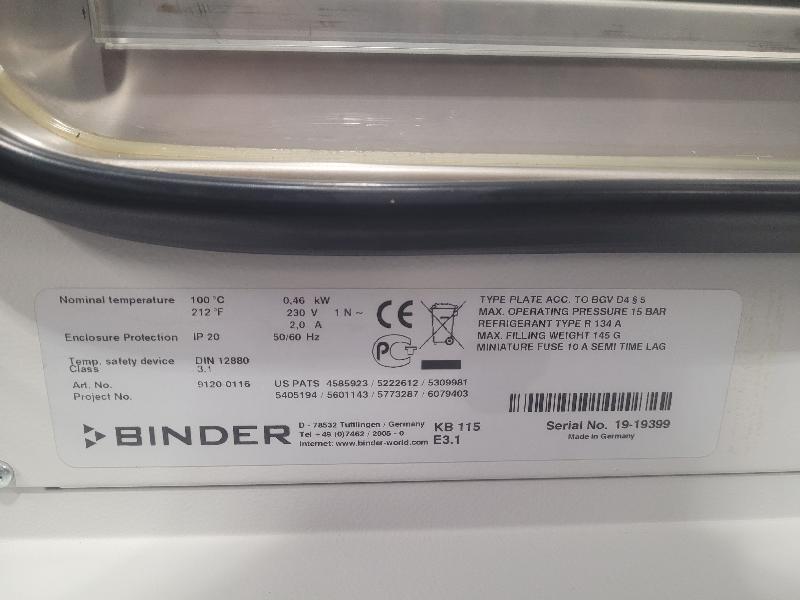 Nominal temperature 100 °C 0,46 kW
212 °F 230 V 1 N ~
2,0 A
Enclosure Protection IP 20 50/60 Hz
Temp. safety device DIN 12880
Class 3.1
Art. No. 9120 0116
Project No.
US PATS 4585923 / 5222612 / 5309981
5405194 / 5601143 / 5773287 / 6079403
CE
PG
TYPE PLATE ACC. TO BGV D4 § 5
MAX. OPERATING PRESSURE 15 BAR
REFRIGERANT TYPE R 134 A
MAX. FILLING WEIGHT 145 G
MINIATURE FUSE 10 A SEMI TIME LAG
BINDER
D - 78532 Tuttlingen / Germany
Tel +49 (0)7462 / 2005 - 0
Internet: www.binder-world.com
KB 115
E3.1
Serial No. 19-19399
Made in Germany